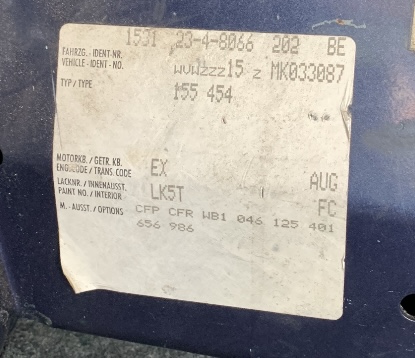 1531 23-4-8066 202 BE
FAHRZG.-IDENT-NR.
VEHICLE-IDENT-NO. WVWZZZ15 Z MK033087
TYP / TYPE 155 454
MOTORKB. / GETR. KB.
ENG.CODE / TRANS. CODE EX AUG
LACKNR. / INNENAUSST.
PAINT NO. / INTERIOR LK5T FC
M.-AUSST. / OPTIONS CFP CFR WB1 046 125 401
656 986